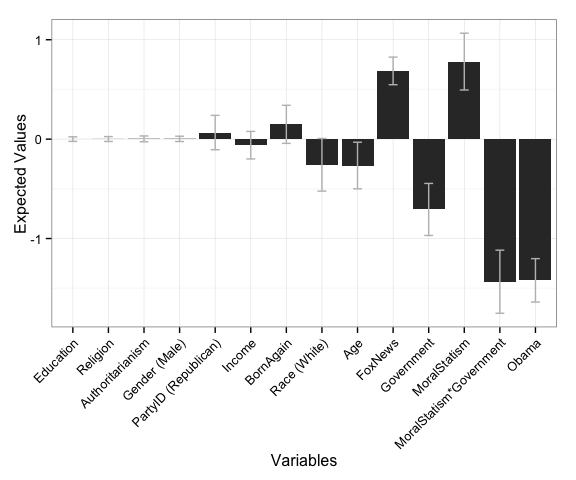 Expected Values
1
0
-1
Education
Religion
Authoritarianism
Gender (Male)
PartyID (Republican)
Income
BornAgain
Race (White)
Age
FoxNews
Government
MoralStatism
MoralStatism*Government
Obama
Variables